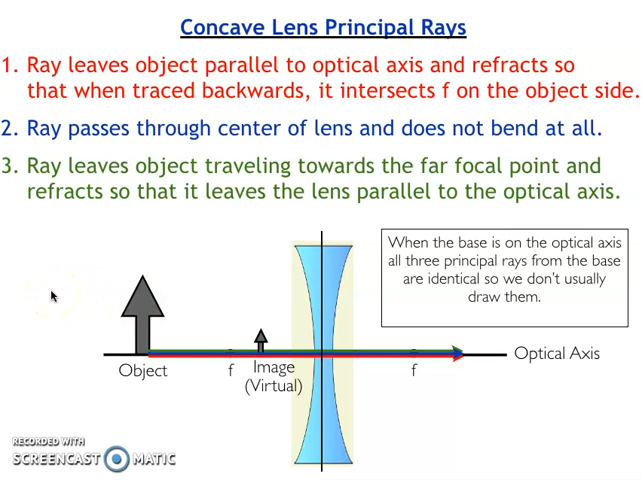 Concave Lens Principal Rays
1. Ray leaves object parallel to optical axis and refracts so
that when traced backwards, it intersects f on the object side.
2. Ray passes through center of lens and does not bend at all.
3. Ray leaves object traveling towards the far focal point and
refracts so that it leaves the lens parallel to the optical axis.
When the base is on the optical axis
all three principal rays from the base
are identical so we don't usually
draw them.
Optical Axis
Object
f
Image
(Virtual)
f
RECORDED WITH
SCREENCAST MATIC